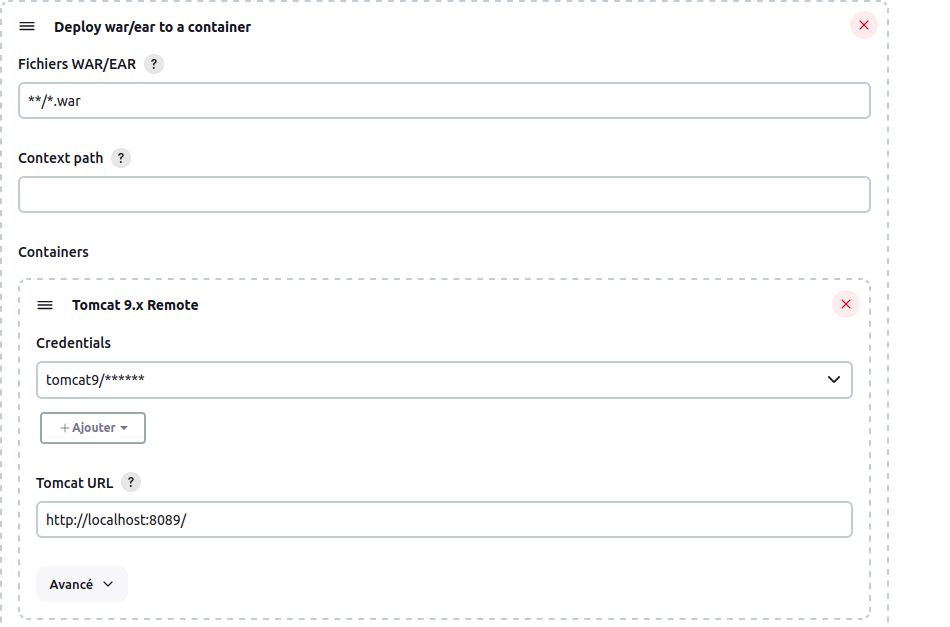 Deploy war/ear to a container
Fichiers WAR/EAR ?
**/*.war
Context path ?
Containers
Tomcat 9.x Remote
Credentials
tomcat9/******
+ Ajouter
Tomcat URL ?
http://localhost:8089/
Avancé